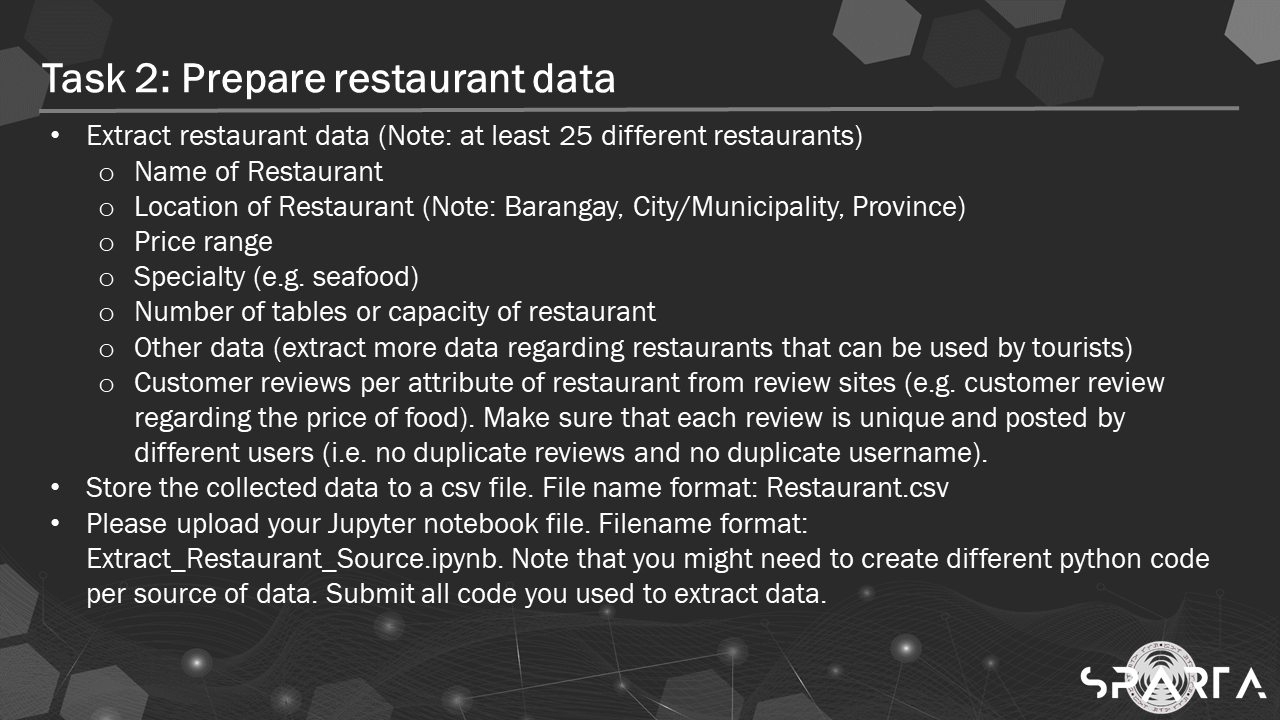 Task 2: Prepare restaurant data
• Extract restaurant data (Note: at least 25 different restaurants)
o Name of Restaurant
o Location of Restaurant (Note: Barangay, City/Municipality, Province)
o Price range
o Specialty (e.g. seafood)
o Number of tables or capacity of restaurant
o Other data (extract more data regarding restaurants that can be used by tourists)
o Customer reviews per attribute of restaurant from review sites (e.g. customer review
regarding the price of food). Make sure that each review is unique and posted by
different users (i.e. no duplicate reviews and no duplicate username).
• Store the collected data to a csv file. File name format: Restaurant.csv
• Please upload your Jupyter notebook file. Filename format:
Extract_Restaurant_Source.ipynb. Note that you might need to create different python code
per source of data. Submit all code you used to extract data.
SPARTA